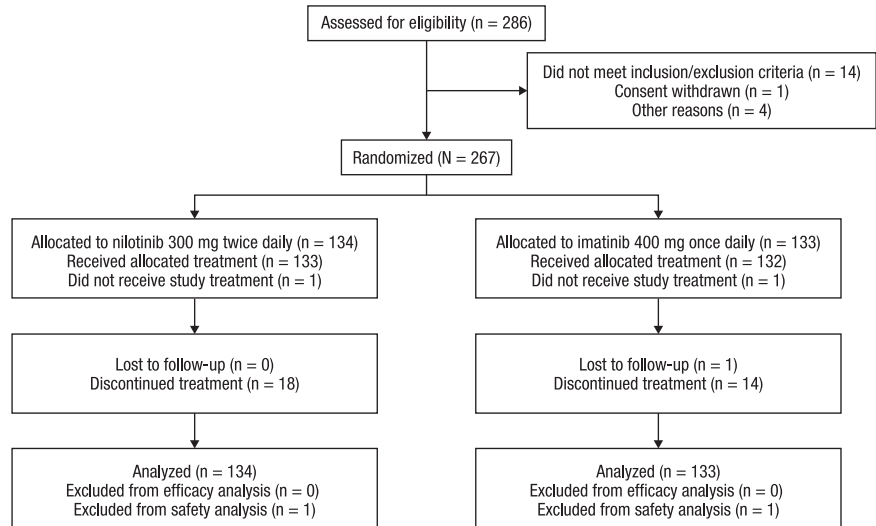 Assessed for eligibility (n = 286)
Did not meet inclusion/exclusion criteria (n = 14)
Consent withdrawn (n = 1)
Other reasons (n = 4)
Randomized (N = 267)
Allocated to nilotinib 300 mg twice daily (n = 134)
Received allocated treatment (n = 133)
Did not receive study treatment (n = 1)
Allocated to imatinib 400 mg once daily (n = 133)
Received allocated treatment (n = 132)
Did not receive study treatment (n = 1)
Lost to follow-up (n = 0)
Discontinued treatment (n = 18)
Lost to follow-up (n = 1)
Discontinued treatment (n = 14)
Analyzed (n = 134)
Excluded from efficacy analysis (n = 0)
Excluded from safety analysis (n = 1)
Analyzed (n = 133)
Excluded from efficacy analysis (n = 0)
Excluded from safety analysis (n = 1)